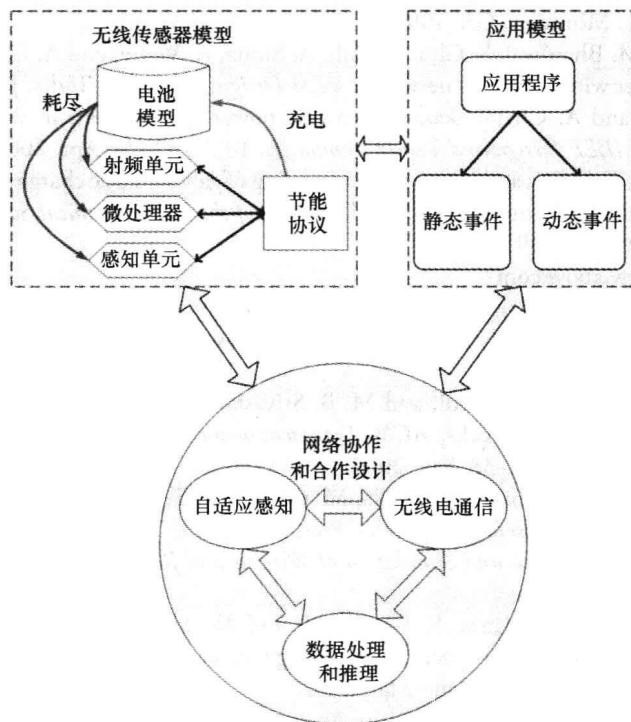 无线传感器模型
耗尽
电池
模型
充电
射频单元
微处理器
感知单元
节能
协议
应用模型
应用程序
静态事件
动态事件
网络协作
和合作设计
自适应感知
无线电通信
数据处理
和推理